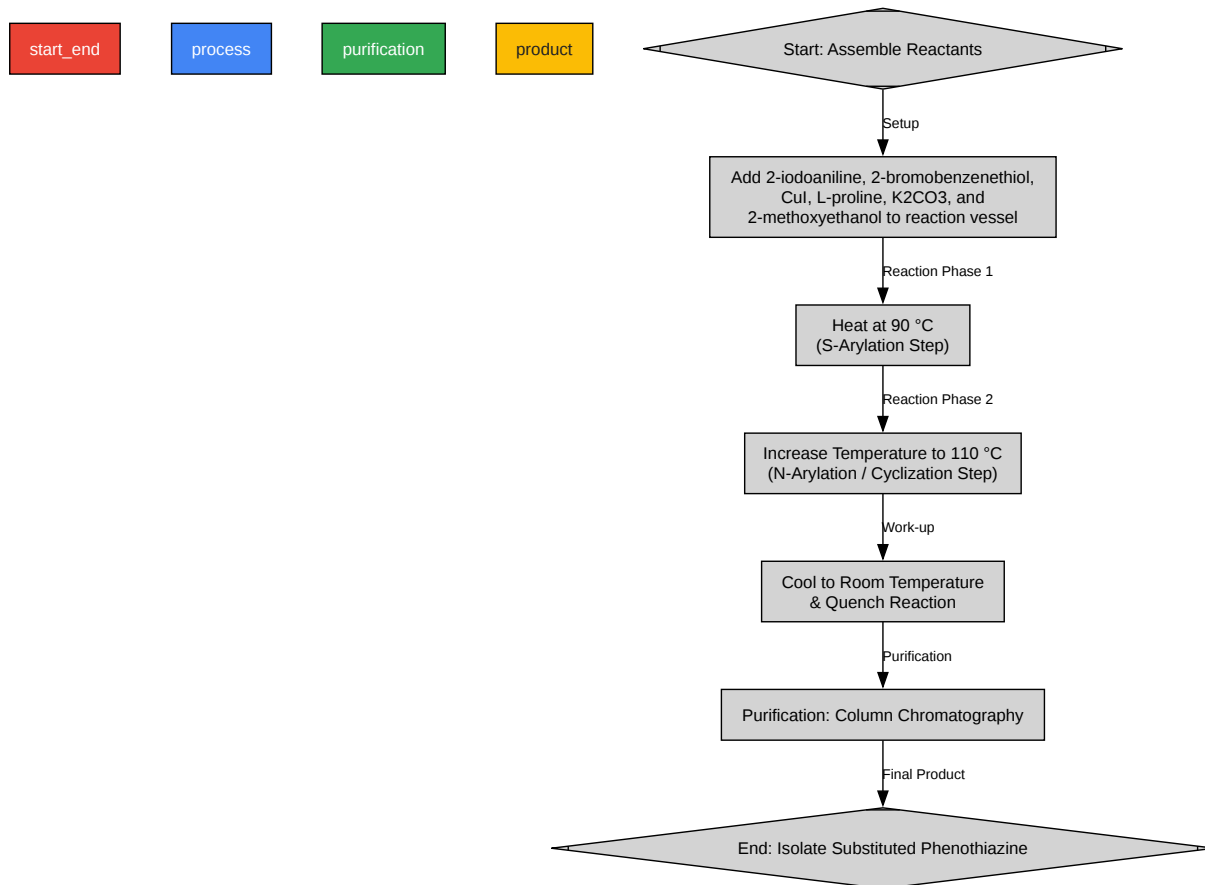 start_end
process
purification
product
Start: Assemble Reactants
Setup
Add 2-iodoaniline, 2-bromobenzenethiol,
CuI, L-proline, K2CO3, and
2-methoxyethanol to reaction vessel
Reaction Phase 1
Heat at 90 °C
(S-Arylation Step)
Reaction Phase 2
Increase Temperature to 110 °C
(N-Arylation / Cyclization Step)
Work-up
Cool to Room Temperature
& Quench Reaction
Purification
Purification: Column Chromatography
Final Product
End: Isolate Substituted Phenothiazine